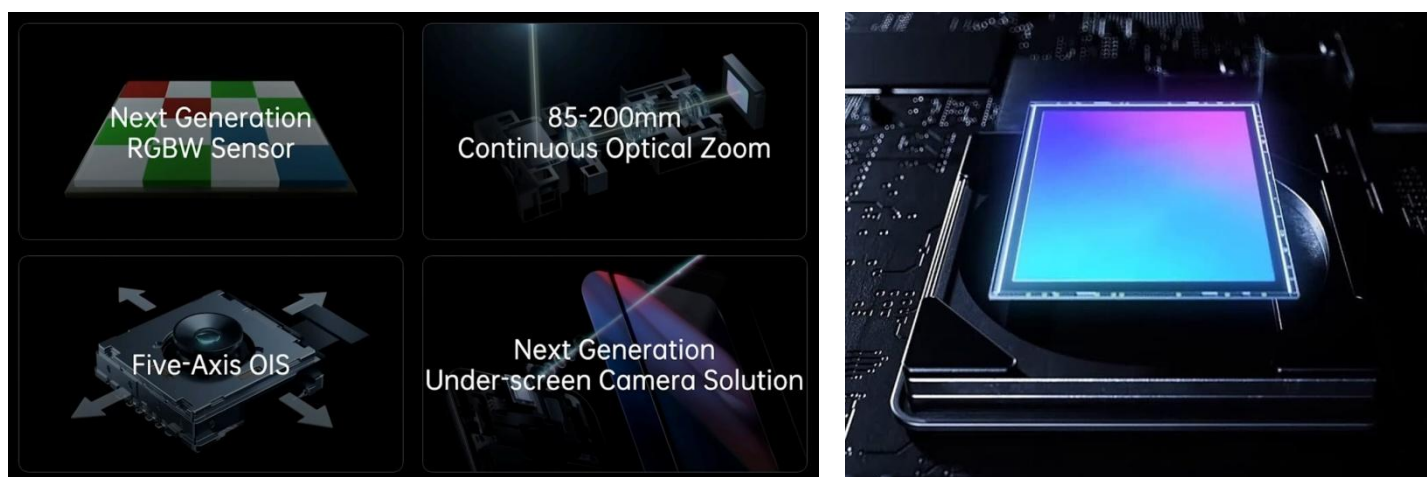 Next Generation
RGBW Sensor
85-200mm
Continuous Optical Zoom
Five-Axis OIS
Next Generation
Under-screen Camera Solution